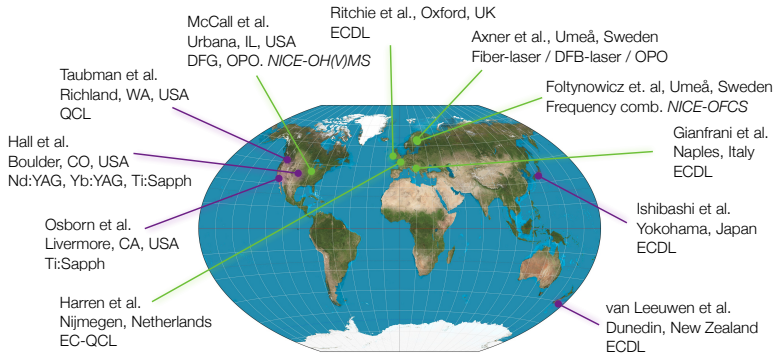 McCall et al.
Urbana, IL, USA
DFG, OPO. NICE-OH(V)MS
Ritchie et al., Oxford, UK
ECDL
Axner et al., Umeå, Sweden
Fiber-laser / DFB-laser / OPO
Taubman et al.
Richland, WA, USA
QCL
Foltynowicz et. al, Umeå, Sweden
Frequency comb. NICE-OFCS
Hall et al.
Boulder, CO, USA
Nd:YAG, Yb:YAG, Ti:Sapph
Gianfrani et al.
Naples, Italy
ECDL
Osborn et al.
Livermore, CA, USA
Ti:Sapph
Ishibashi et al.
Yokohama, Japan
ECDL
Harren et al.
Nijmegen, Netherlands
EC-QCL
van Leeuwen et al.
Dunedin, New Zealand
ECDL